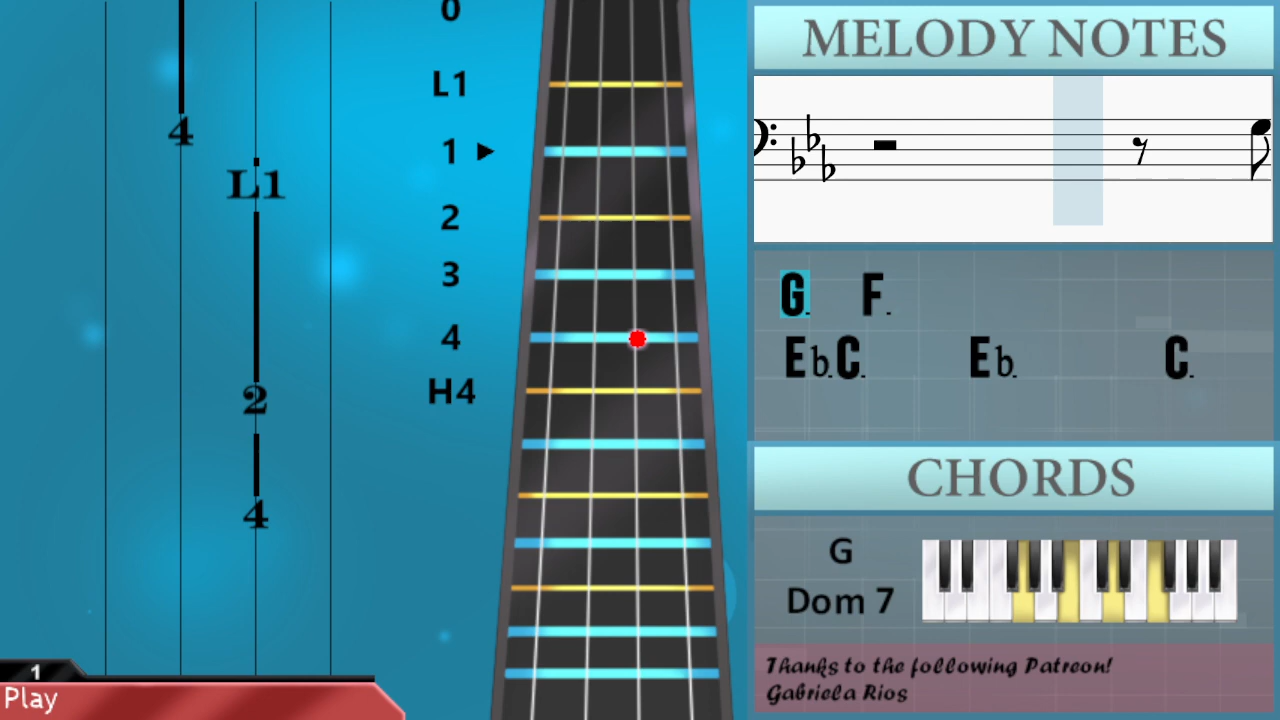 0
L1
1
2
3
4
H4
4
L1
2
4
1
Play
MELODY NOTES
G. F.
Eb. C. Eb. C.
CHORDS
G
Dom 7
Thanks to the following Patreon!
Gabriela Rios